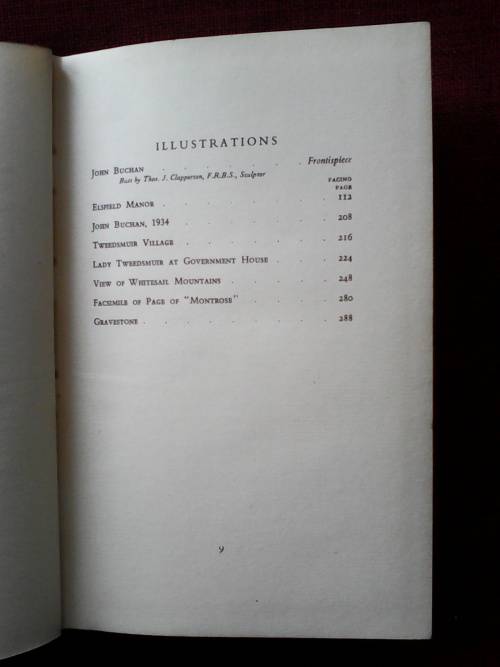 ILLUSTRATIONS
JOHN BUCHAN . . . . . . . Frontispiece
Bust by Thos. J. Clapperton, F.R.B.S., Sculptor
FACING
PAGE
ELSFIELD MANOR . . . . . . . 112
JOHN BUCHAN, 1934 . . . . . . 208
TWEEDSMUIR VILLAGE . . . . . . 216
LADY TWEEDSMUIR AT GOVERNMENT HOUSE . . . 224
VIEW OF WHITESAIL MOUNTAINS . . . . 248
FACSIMILE OF PAGE OF "MONTROSE" . . . . 280
GRAVESTONE . . . . . . . 288
9